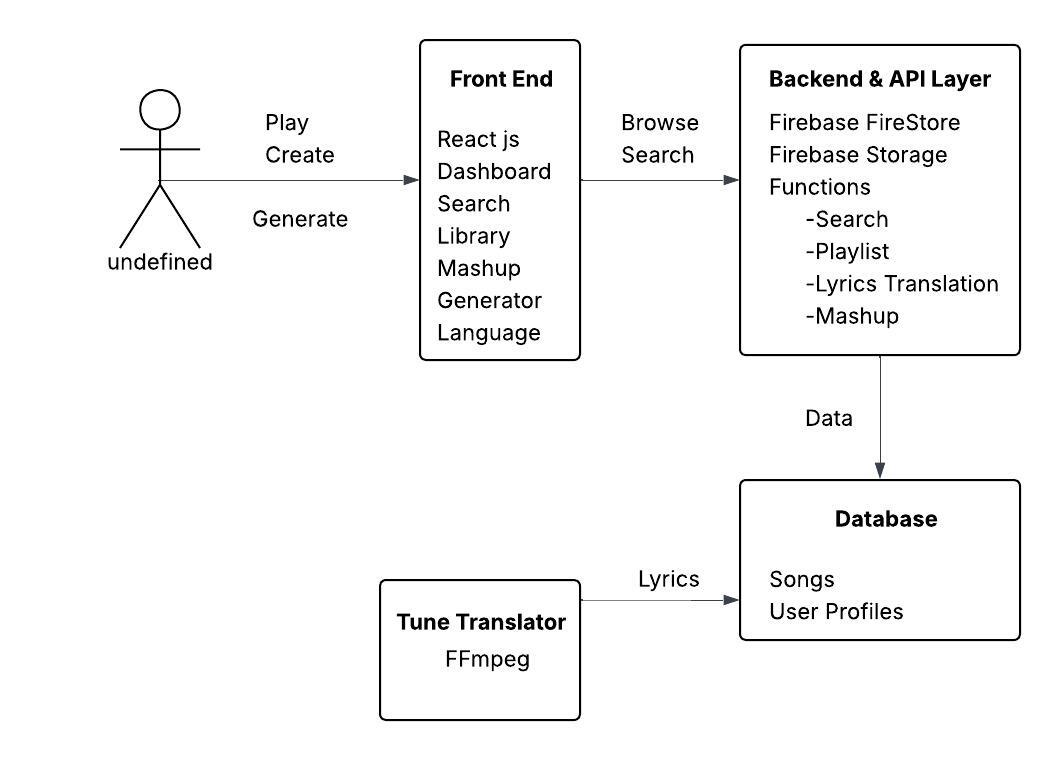 undefined
Play
Create
Generate
Front End
React js
Dashboard
Search
Library
Mashup
Generator
Language
Browse
Search
Backend & API Layer
Firebase FireStore
Firebase Storage
Functions
-Search
-Playlist
-Lyrics Translation
-Mashup
Data
Database
Songs
User Profiles
Lyrics
Tune Translator
FFmpeg